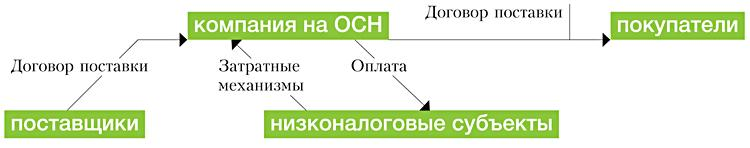 Договор поставки
компания на ОСН
покупатели
Договор поставки
Затратные
механизмы
Оплата
поставщики
низконалоговые субъекты